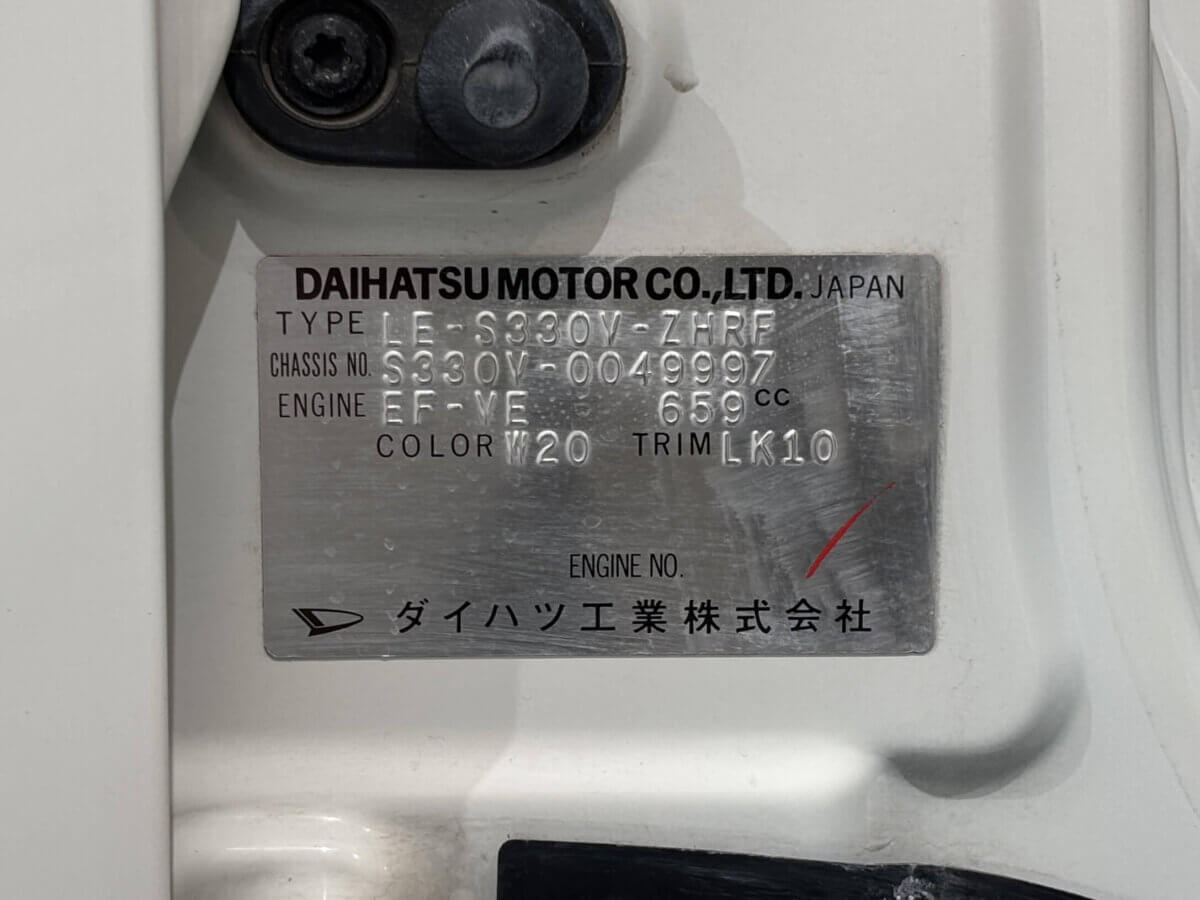 DAIHATSU MOTOR CO.,LTD. JAPAN
TYPE LE-S330V-ZHRF
CHASSIS NO. S330V-0049997
ENGINE EF-VE 659 CC
COLOR W20 TRIM LK10
ENGINE NO.
ダイハツ工業株式会社